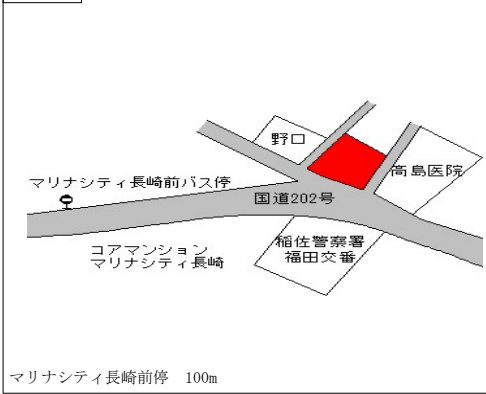 野口
高島医院
マリナシティ長崎前バス停
国道202号
コアマンション
マリナシティ長崎
稲佐警察署
福田交番
マリナシティ長崎前停　100m